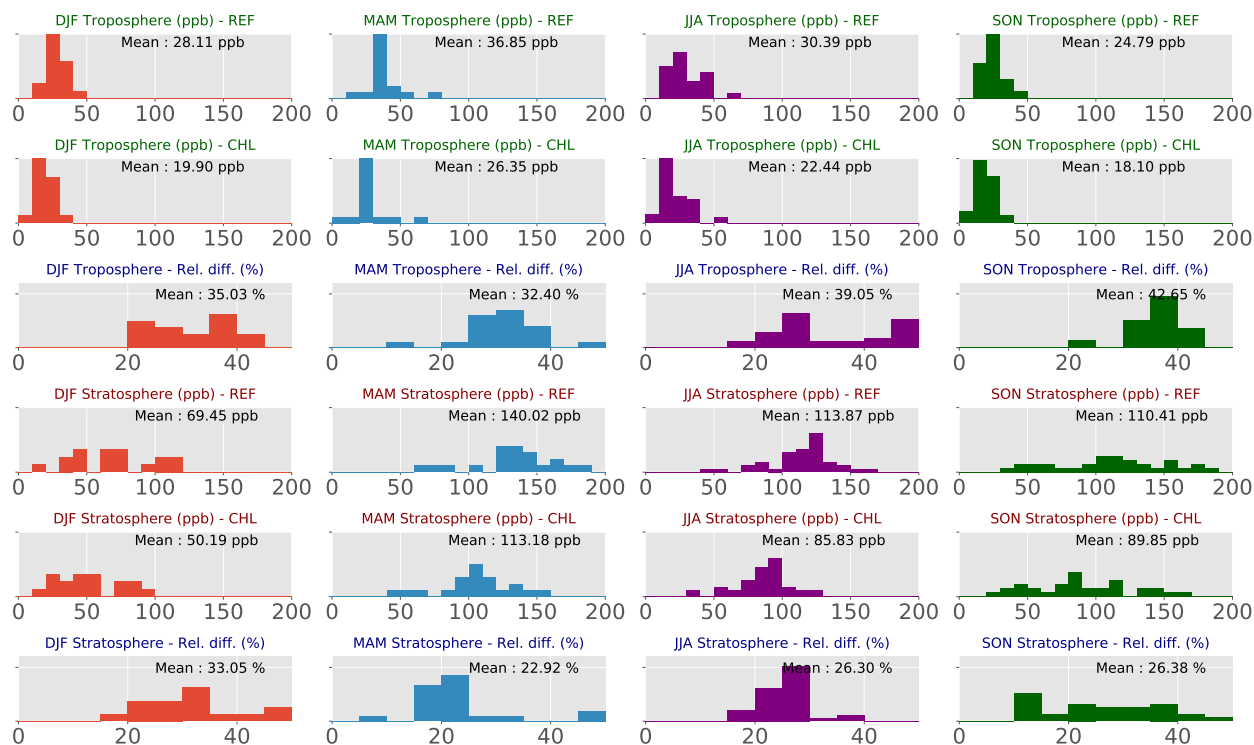 DJF Troposphere (ppb) - REF
Mean : 28.11 ppb
0 50 100 150 200
MAM Troposphere (ppb) - REF
Mean : 36.85 ppb
0 50 100 150 200
JJA Troposphere (ppb) - REF
Mean : 30.39 ppb
0 50 100 150 200
SON Troposphere (ppb) - REF
Mean : 24.79 ppb
0 50 100 150 200
DJF Troposphere (ppb) - CHL
Mean : 19.90 ppb
0 50 100 150 200
MAM Troposphere (ppb) - CHL
Mean : 26.35 ppb
0 50 100 150 200
JJA Troposphere (ppb) - CHL
Mean : 22.44 ppb
0 50 100 150 200
SON Troposphere (ppb) - CHL
Mean : 18.10 ppb
0 50 100 150 200
DJF Troposphere - Rel. diff. (%)
Mean : 35.03 %
0 20 40
MAM Troposphere - Rel. diff. (%)
Mean : 32.40 %
0 20 40
JJA Troposphere - Rel. diff. (%)
Mean : 39.05 %
0 20 40
SON Troposphere - Rel. diff. (%)
Mean : 42.65 %
0 20 40
DJF Stratosphere (ppb) - REF
Mean : 69.45 ppb
0 50 100 150 200
MAM Stratosphere (ppb) - REF
Mean : 140.02 ppb
0 50 100 150 200
JJA Stratosphere (ppb) - REF
Mean : 113.87 ppb
0 50 100 150 200
SON Stratosphere (ppb) - REF
Mean : 110.41 ppb
0 50 100 150 200
DJF Stratosphere (ppb) - CHL
Mean : 50.19 ppb
0 50 100 150 200
MAM Stratosphere (ppb) - CHL
Mean : 113.18 ppb
0 50 100 150 200
JJA Stratosphere (ppb) - CHL
Mean : 85.83 ppb
0 50 100 150 200
SON Stratosphere (ppb) - CHL
Mean : 89.85 ppb
0 50 100 150 200
DJF Stratosphere - Rel. diff. (%)
Mean : 33.05 %
0 20 40
MAM Stratosphere - Rel. diff. (%)
Mean : 22.92 %
0 20 40
JJA Stratosphere - Rel. diff. (%)
Mean : 26.30 %
0 20 40
SON Stratosphere - Rel. diff. (%)
Mean : 26.38 %
0 20 40